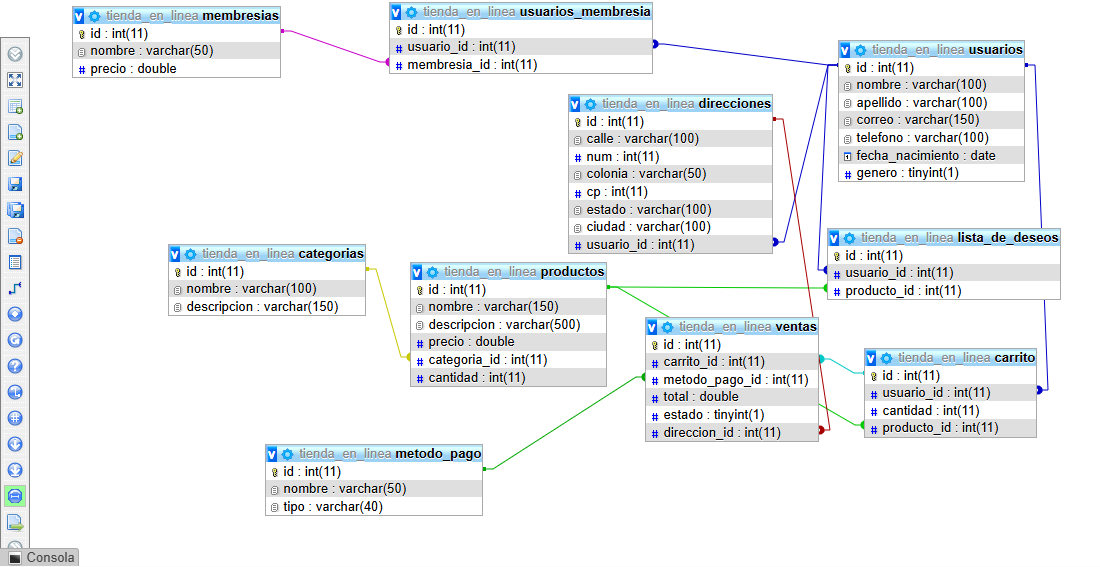 tienda_en_linea membresias
id : int(11)
nombre : varchar(50)
precio : double
tienda_en_linea usuarios_membresia
id : int(11)
usuario_id : int(11)
membresia_id : int(11)
tienda_en_linea usuarios
id : int(11)
nombre : varchar(100)
apellido : varchar(100)
correo : varchar(150)
telefono : varchar(100)
fecha_nacimiento : date
genero : tinyint(1)
tienda_en_linea direcciones
id : int(11)
calle : varchar(100)
num : int(11)
colonia : varchar(50)
cp : int(11)
estado : varchar(100)
ciudad : varchar(100)
usuario_id : int(11)
tienda_en_linea lista_de_deseos
id : int(11)
usuario_id : int(11)
producto_id : int(11)
tienda_en_linea categorias
id : int(11)
nombre : varchar(100)
descripcion : varchar(150)
tienda_en_linea productos
id : int(11)
nombre : varchar(150)
descripcion : varchar(500)
precio : double
categoria_id : int(11)
cantidad : int(11)
tienda_en_linea ventas
id : int(11)
carrito_id : int(11)
metodo_pago_id : int(11)
total : double
estado : tinyint(1)
direccion_id : int(11)
tienda_en_linea carrito
id : int(11)
usuario_id : int(11)
cantidad : int(11)
producto_id : int(11)
tienda_en_linea metodo_pago
id : int(11)
nombre : varchar(50)
tipo : varchar(40)
Consola